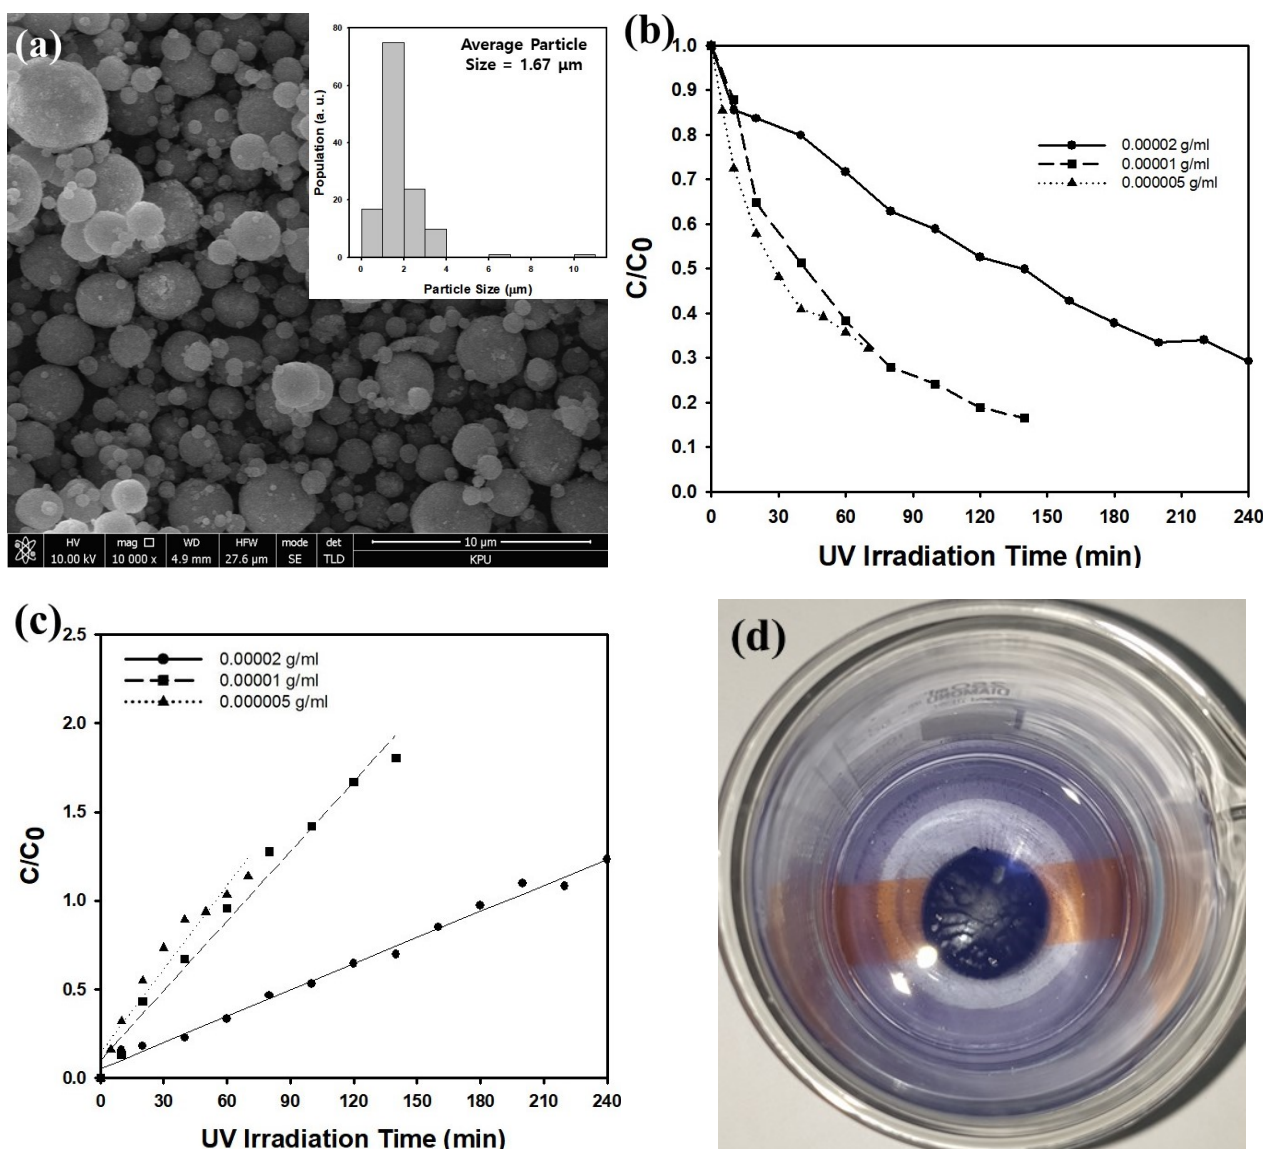 (a)
80
60
40
20
0
Average Particle
Size = 1.67 μm
Population (a. u.)
0 2 4 6 8 10
Particle Size (μm)
HV mag WD HFW mode det 10 μm
10.00 kV 10 000 x 4.9 mm 27.6 μm SE TLD KPU
(b)
1.0
0.9
0.8
0.7
0.6
0.5
0.4
0.3
0.2
0.1
0.0
C/C0
0.00002 g/ml
0.00001 g/ml
0.000005 g/ml
0 30 60 90 120 150 180 210 240
UV Irradiation Time (min)
(c)
2.5
2.0
1.5
1.0
0.5
0.0
C/C0
0.00002 g/ml
0.00001 g/ml
0.000005 g/ml
0 30 60 90 120 150 180 210 240
UV Irradiation Time (min)
(d)